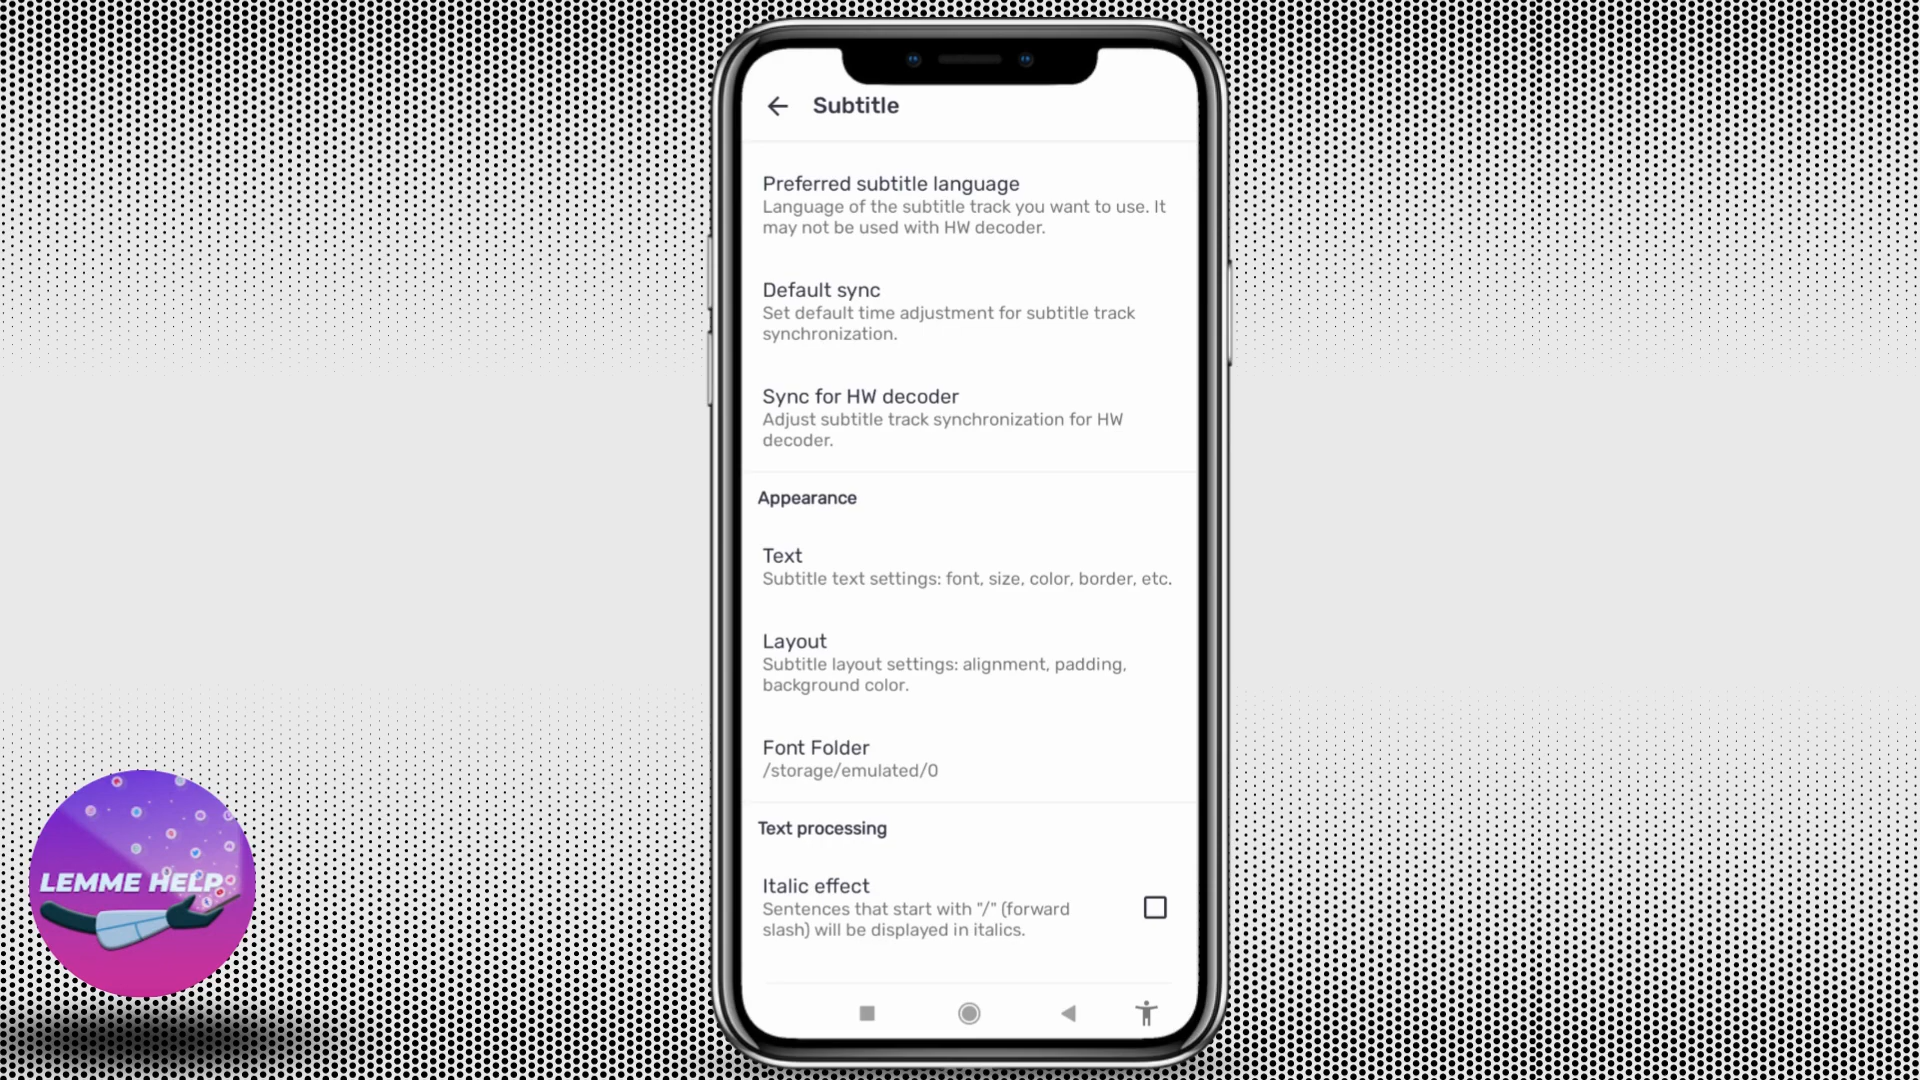 Subtitle
Preferred subtitle language
Language of the subtitle track you want to use. It
may not be used with HW decoder.
Default sync
Set default time adjustment for subtitle track
synchronization.
Sync for HW decoder
Adjust subtitle track synchronization for HW
decoder.
Appearance
Text
Subtitle text settings: font, size, color, border, etc.
Layout
Subtitle layout settings: alignment, padding,
background color.
Font Folder
/storage/emulated/0
Text processing
Italic effect
Sentences that start with "/" (forward
slash) will be displayed in italics.
LEMME HELP